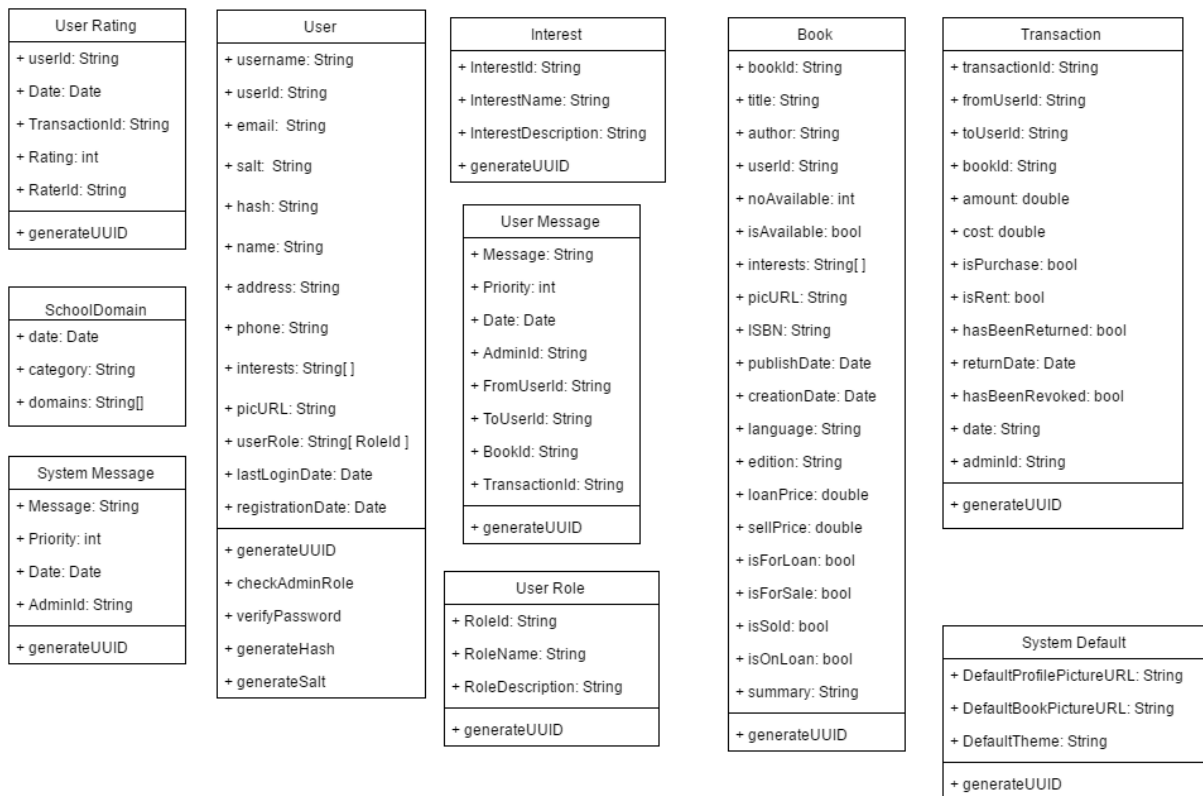 User Rating
+ userId: String
+ Date: Date
+ TransactionId: String
+ Rating: int
+ RaterId: String
+ generateUUID
SchoolDomain
+ date: Date
+ category: String
+ domains: String[]
System Message
+ Message: String
+ Priority: int
+ Date: Date
+ AdminId: String
+ generateUUID
User
+ username: String
+ userId: String
+ email: String
+ salt: String
+ hash: String
+ name: String
+ address: String
+ phone: String
+ interests: String[ ]
+ picURL: String
+ userRole: String[ RoleId ]
+ lastLoginDate: Date
+ registrationDate: Date
+ generateUUID
+ checkAdminRole
+ verifyPassword
+ generateHash
+ generateSalt
Interest
+ InterestId: String
+ InterestName: String
+ InterestDescription: String
+ generateUUID
User Message
+ Message: String
+ Priority: int
+ Date: Date
+ AdminId: String
+ FromUserId: String
+ ToUserId: String
+ BookId: String
+ TransactionId: String
+ generateUUID
User Role
+ RoleId: String
+ RoleName: String
+ RoleDescription: String
+ generateUUID
Book
+ bookId: String
+ title: String
+ author: String
+ userId: String
+ noAvailable: int
+ isAvailable: bool
+ interests: String[ ]
+ picURL: String
+ ISBN: String
+ publishDate: Date
+ creationDate: Date
+ language: String
+ edition: String
+ loanPrice: double
+ sellPrice: double
+ isForLoan: bool
+ isForSale: bool
+ isSold: bool
+ isOnLoan: bool
+ summary: String
+ generateUUID
Transaction
+ transactionId: String
+ fromUserId: String
+ toUserId: String
+ bookId: String
+ amount: double
+ cost: double
+ isPurchase: bool
+ isRent: bool
+ hasBeenReturned: bool
+ returnDate: Date
+ hasBeenRevoked: bool
+ date: String
+ adminId: String
+ generateUUID
System Default
+ DefaultProfilePictureURL: String
+ DefaultBookPictureURL: String
+ DefaultTheme: String
+ generateUUID